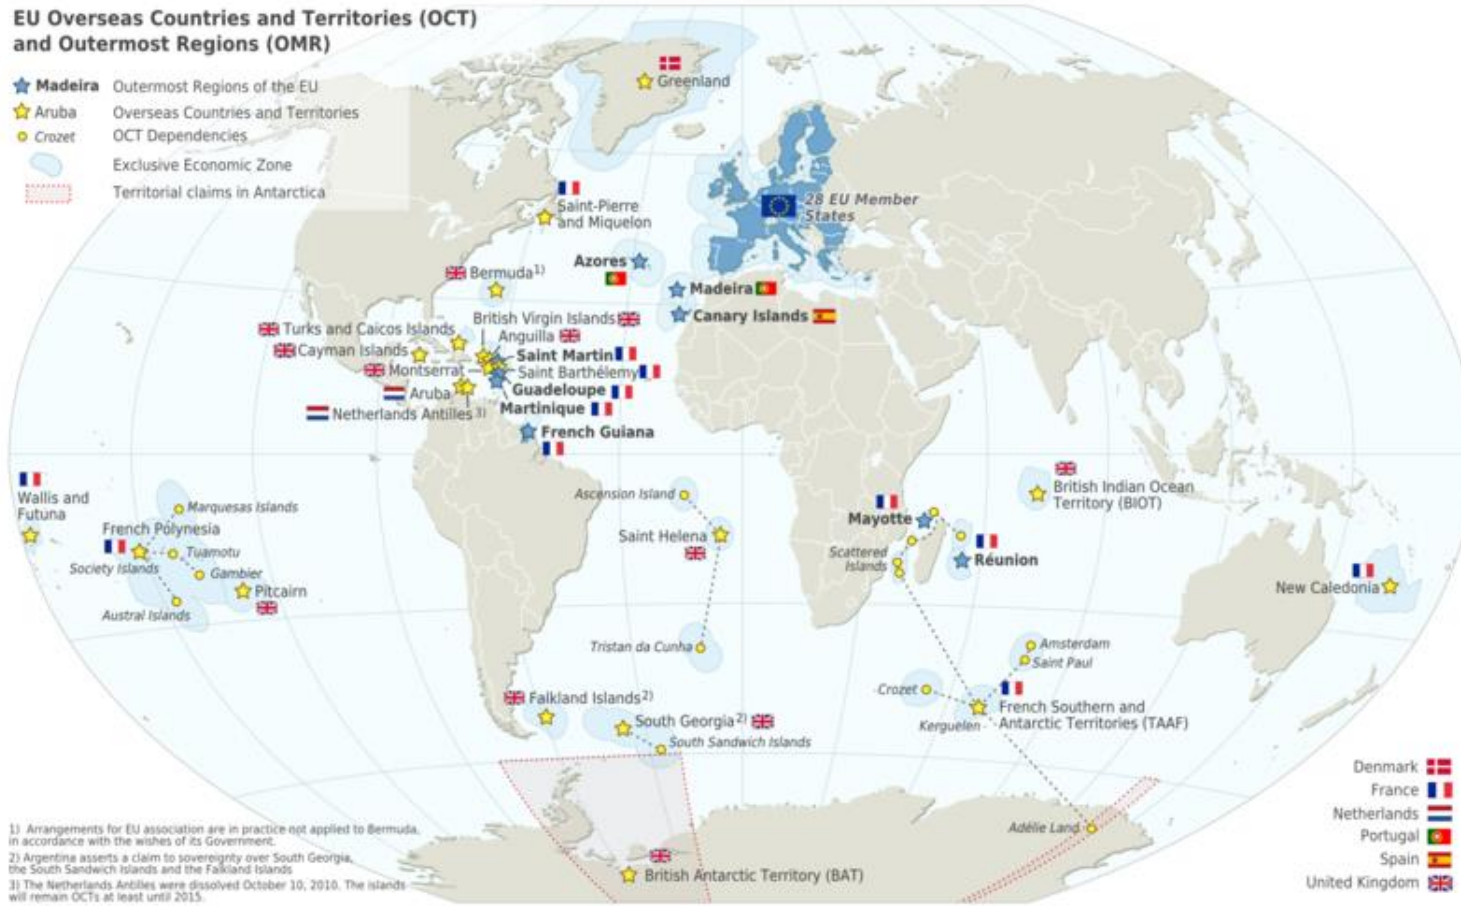 EU Overseas Countries and Territories (OCT)
and Outermost Regions (OMR)
Madeira Outermost Regions of the EU
Aruba Overseas Countries and Territories
Crozet OCT Dependencies
Exclusive Economic Zone
Territorial claims in Antarctica
Greenland
28 EU Member
States
Saint-Pierre
and Miquelon
Azores
Bermuda 1)
Madeira
Canary Islands
British Virgin Islands
Turks and Caicos Islands
Anguilla
Cayman Islands
Saint Martin
Montserrat
Saint Barthélemy
Aruba
Guadeloupe
Netherlands Antilles 3)
Martinique
French Guiana
Wallis and
Futuna
Marquesas Islands
French Polynesia
Tuamotu
Society Islands
Gambier
Pitcairn
Austral Islands
Ascension Island
Saint Helena
Tristan da Cunha
British Indian Ocean
Territory (BIOT)
Mayotte
Scattered
Islands
Réunion
New Caledonia
Amsterdam
Saint Paul
Crozet
French Southern and
Antarctic Territories (TAAF)
Kerguelen
Falkland Islands 2)
South Georgia 2)
South Sandwich Islands
Adélie Land
British Antarctic Territory (BAT)
Denmark
France
Netherlands
Portugal
Spain
United Kingdom
1) Arrangements for EU association are in practice not applied to Bermuda,
in accordance with the wishes of its Government.
2) Argentina asserts a claim to sovereignty over South Georgia,
the South Sandwich Islands and the Falkland Islands
3) The Netherlands Antilles were dissolved October 10, 2010. The islands
will remain OCTs at least until 2015.